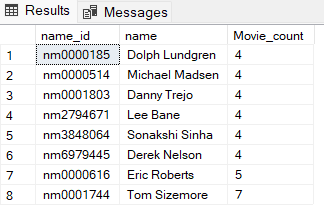 Results Messages
name_id name Movie_count
1 nm0000185 Dolph Lundgren 4
2 nm0000514 Michael Madsen 4
3 nm0001803 Danny Trejo 4
4 nm2794671 Lee Bane 4
5 nm3848064 Sonakshi Sinha 4
6 nm6979445 Derek Nelson 4
7 nm0000616 Eric Roberts 5
8 nm0001744 Tom Sizemore 7